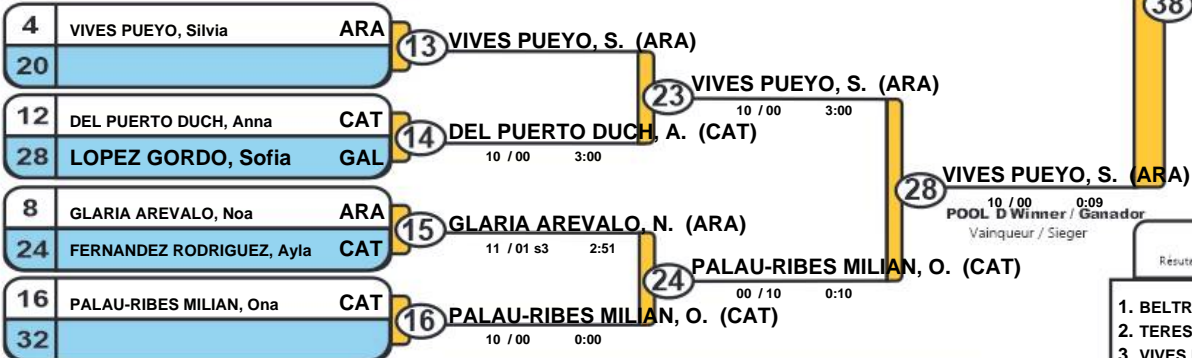 38
4 VIVES PUEYO, Silvia ARA
20
13 VIVES PUEYO, S. (ARA)
12 DEL PUERTO DUCH, Anna CAT
28 LOPEZ GORDO, Sofia GAL
14 DEL PUERTO DUCH, A. (CAT)
10 / 00 3:00
23 VIVES PUEYO, S. (ARA)
10 / 00 3:00
8 GLARIA AREVALO, Noa ARA
24 FERNANDEZ RODRIGUEZ, Ayla CAT
15 GLARIA AREVALO, N. (ARA)
11 / 01 s3 2:51
16 PALAU-RIBES MILIAN, Ona CAT
32
16 PALAU-RIBES MILIAN, O. (CAT)
10 / 00 0:00
24 PALAU-RIBES MILIAN, O. (CAT)
00 / 10 0:10
28 VIVES PUEYO, S. (ARA)
10 / 00 0:09
POOL D Winner / Ganador
Vainqueur / Sieger
Résute
1. BELTR
2. TERES
3. VIVES